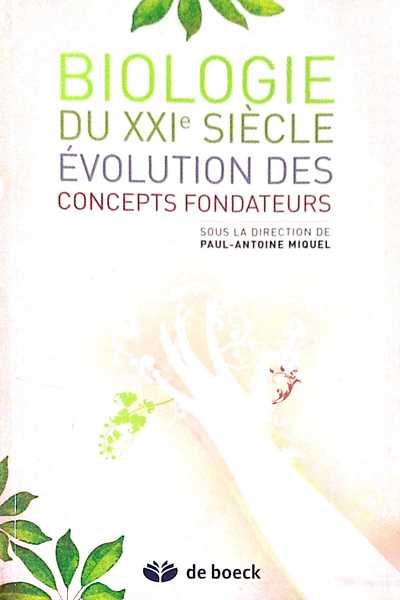 BIOLOGIE
DU XXIe SIÈCLE
ÉVOLUTION DES
CONCEPTS FONDATEURS
SOUS LA DIRECTION DE
PAUL-ANTOINE MIQUEL
de boeck